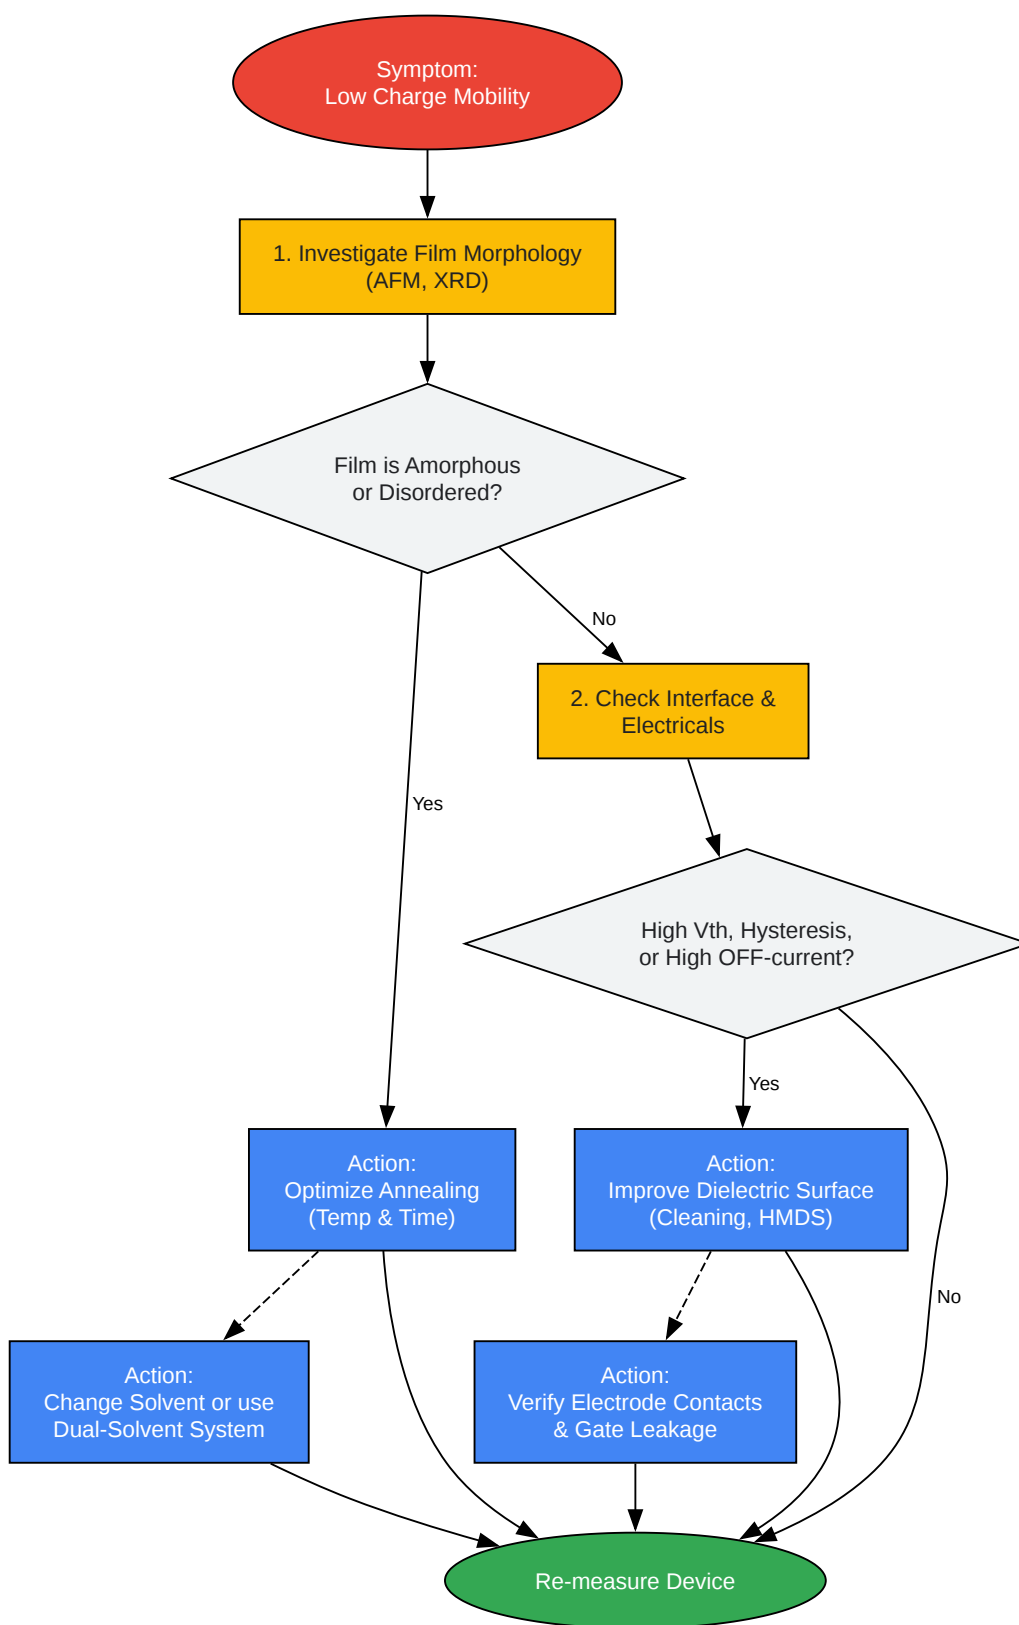 Symptom:
Low Charge Mobility
1. Investigate Film Morphology
(AFM, XRD)
Film is Amorphous
or Disordered?
No
2. Check Interface &
Electricals
Yes
High Vth, Hysteresis,
or High OFF-current?
Yes
Action:
Optimize Annealing
(Temp & Time)
Action:
Improve Dielectric Surface
(Cleaning, HMDS)
No
Action:
Change Solvent or use
Dual-Solvent System
Action:
Verify Electrode Contacts
& Gate Leakage
Re-measure Device